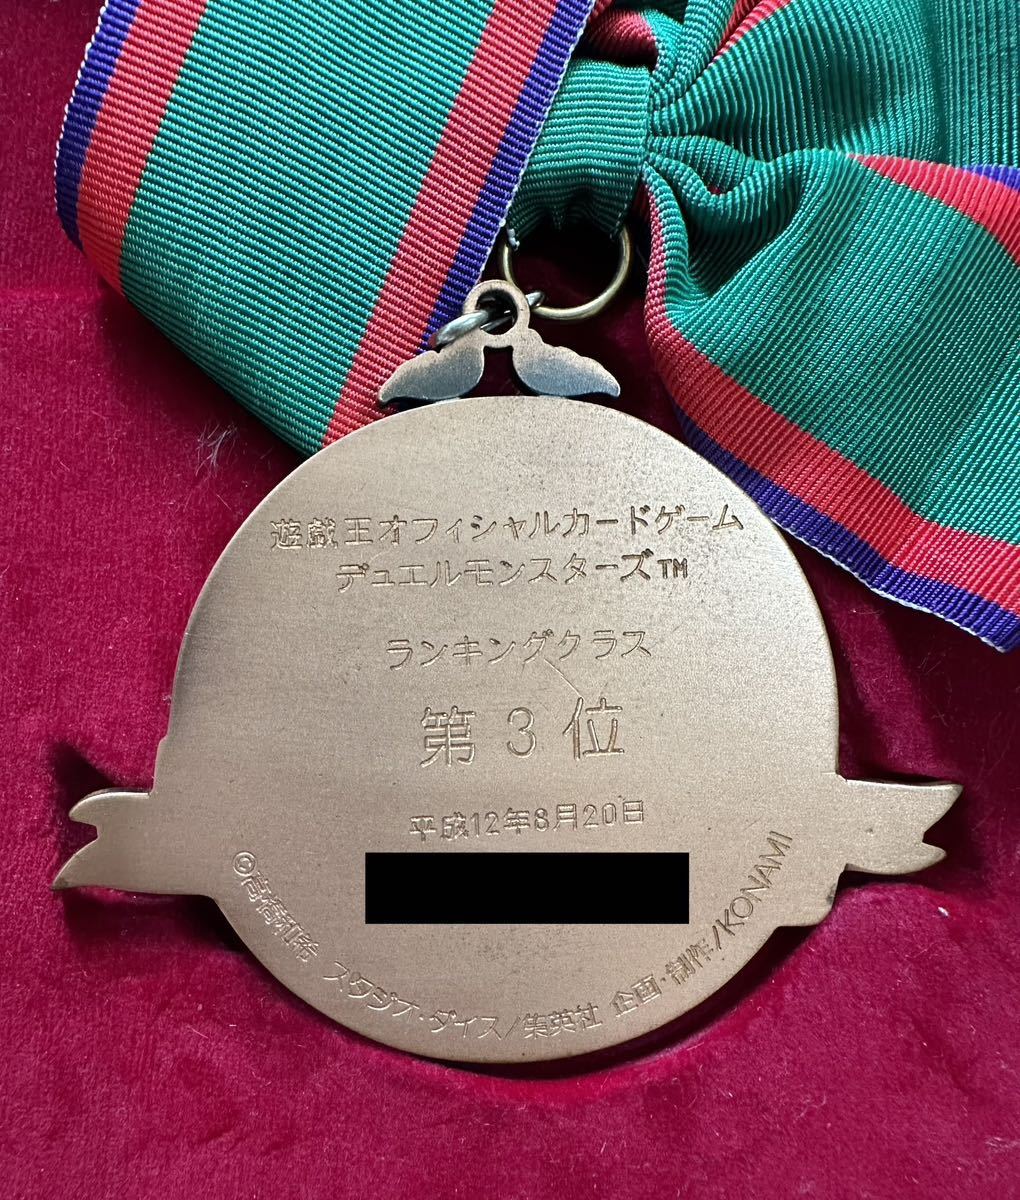 遊戯王オフィシャルカードゲーム
デュエルモンスターズTM
ランキングクラス
第3位
平成12年8月20日
©高橋和希 スタジオ・ダイス/集英社 企画・制作/KONAMI